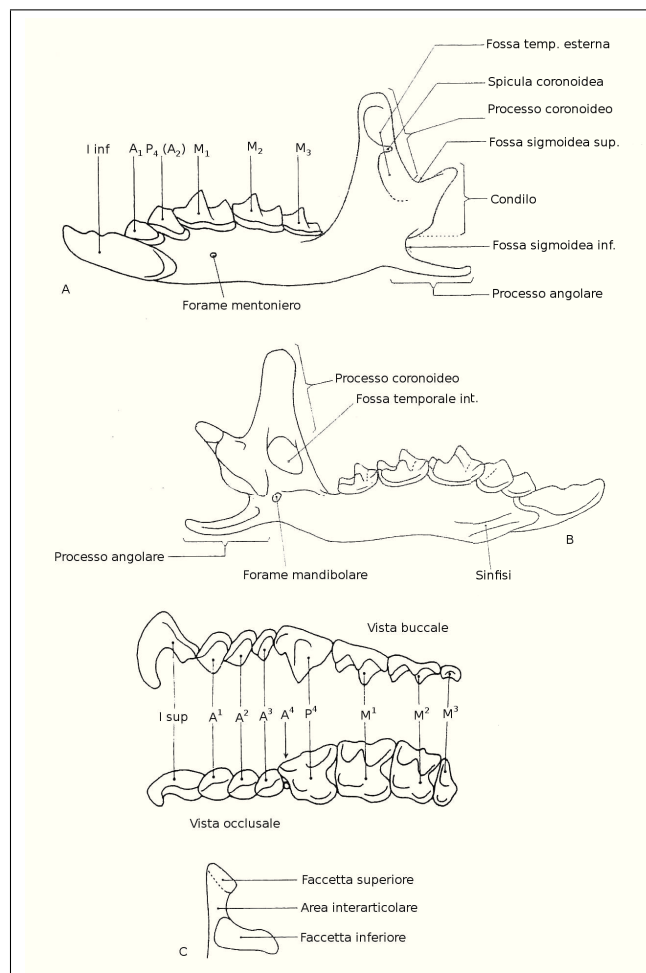 Fossa temp. esterna
Spicula coronoidea
Processo coronoideo
I inf A₁ P₄ (A₂) M₁ M₂ M₃
Fossa sigmoidea sup.
Condilo
Fossa sigmoidea inf.
A
Forame mentoniero
Processo angolare
Processo coronoideo
Fossa temporale int.
B
Processo angolare
Forame mandibolare
Sinfisi
Vista buccale
I sup A¹ A² A³ A⁴ P⁴ M¹ M² M³
Vista occlusale
Faccetta superiore
Area interarticolare
Faccetta inferiore
C